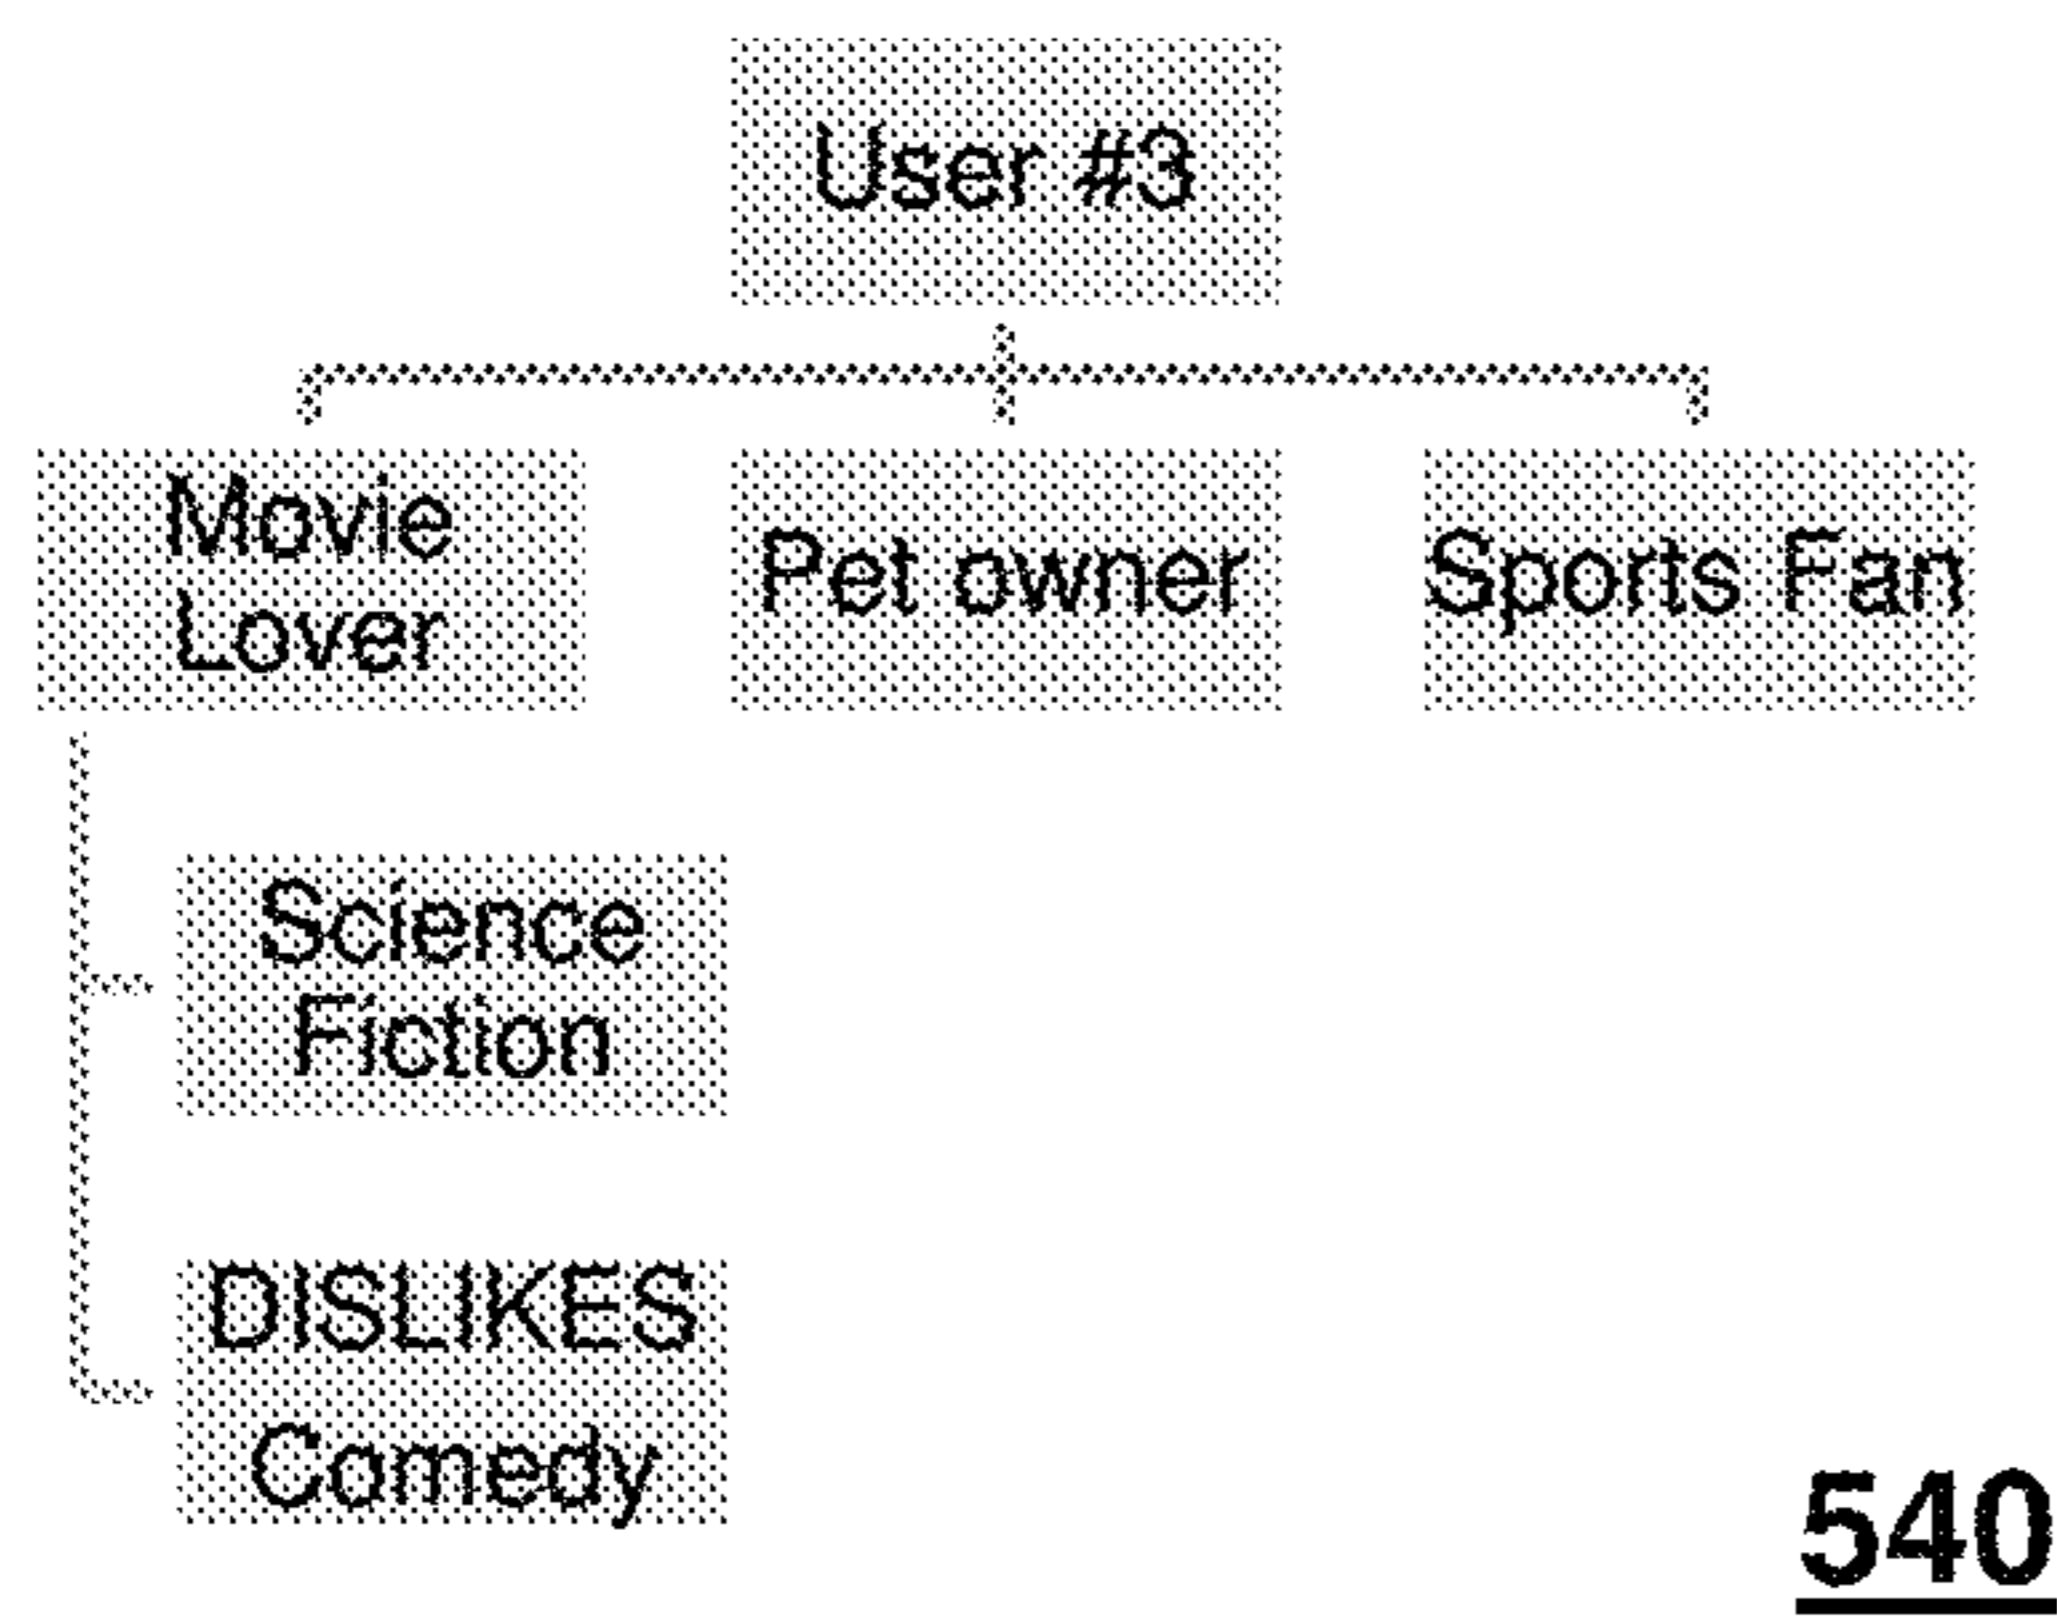 User #3
Movie
Lover
Pet owner
Sports Fan
Science
Fiction
DISLIKES
Comedy
540